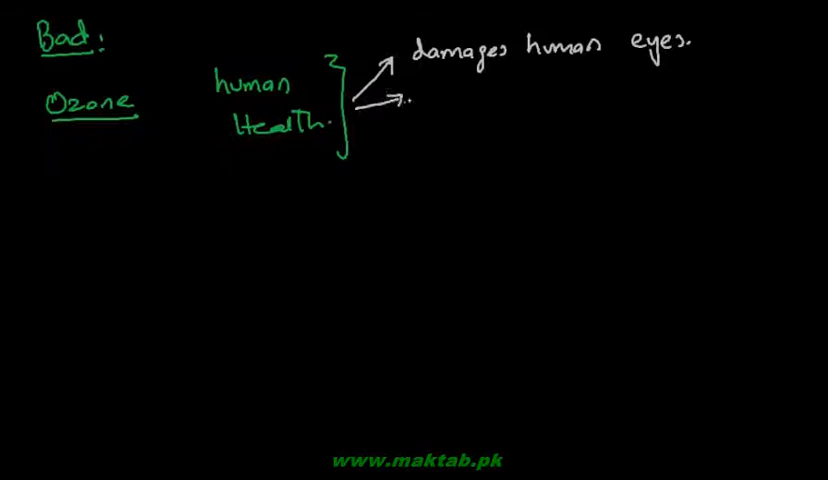 Bad:
Ozone
human
Health.
damages human eyes.
www.maktab.pk